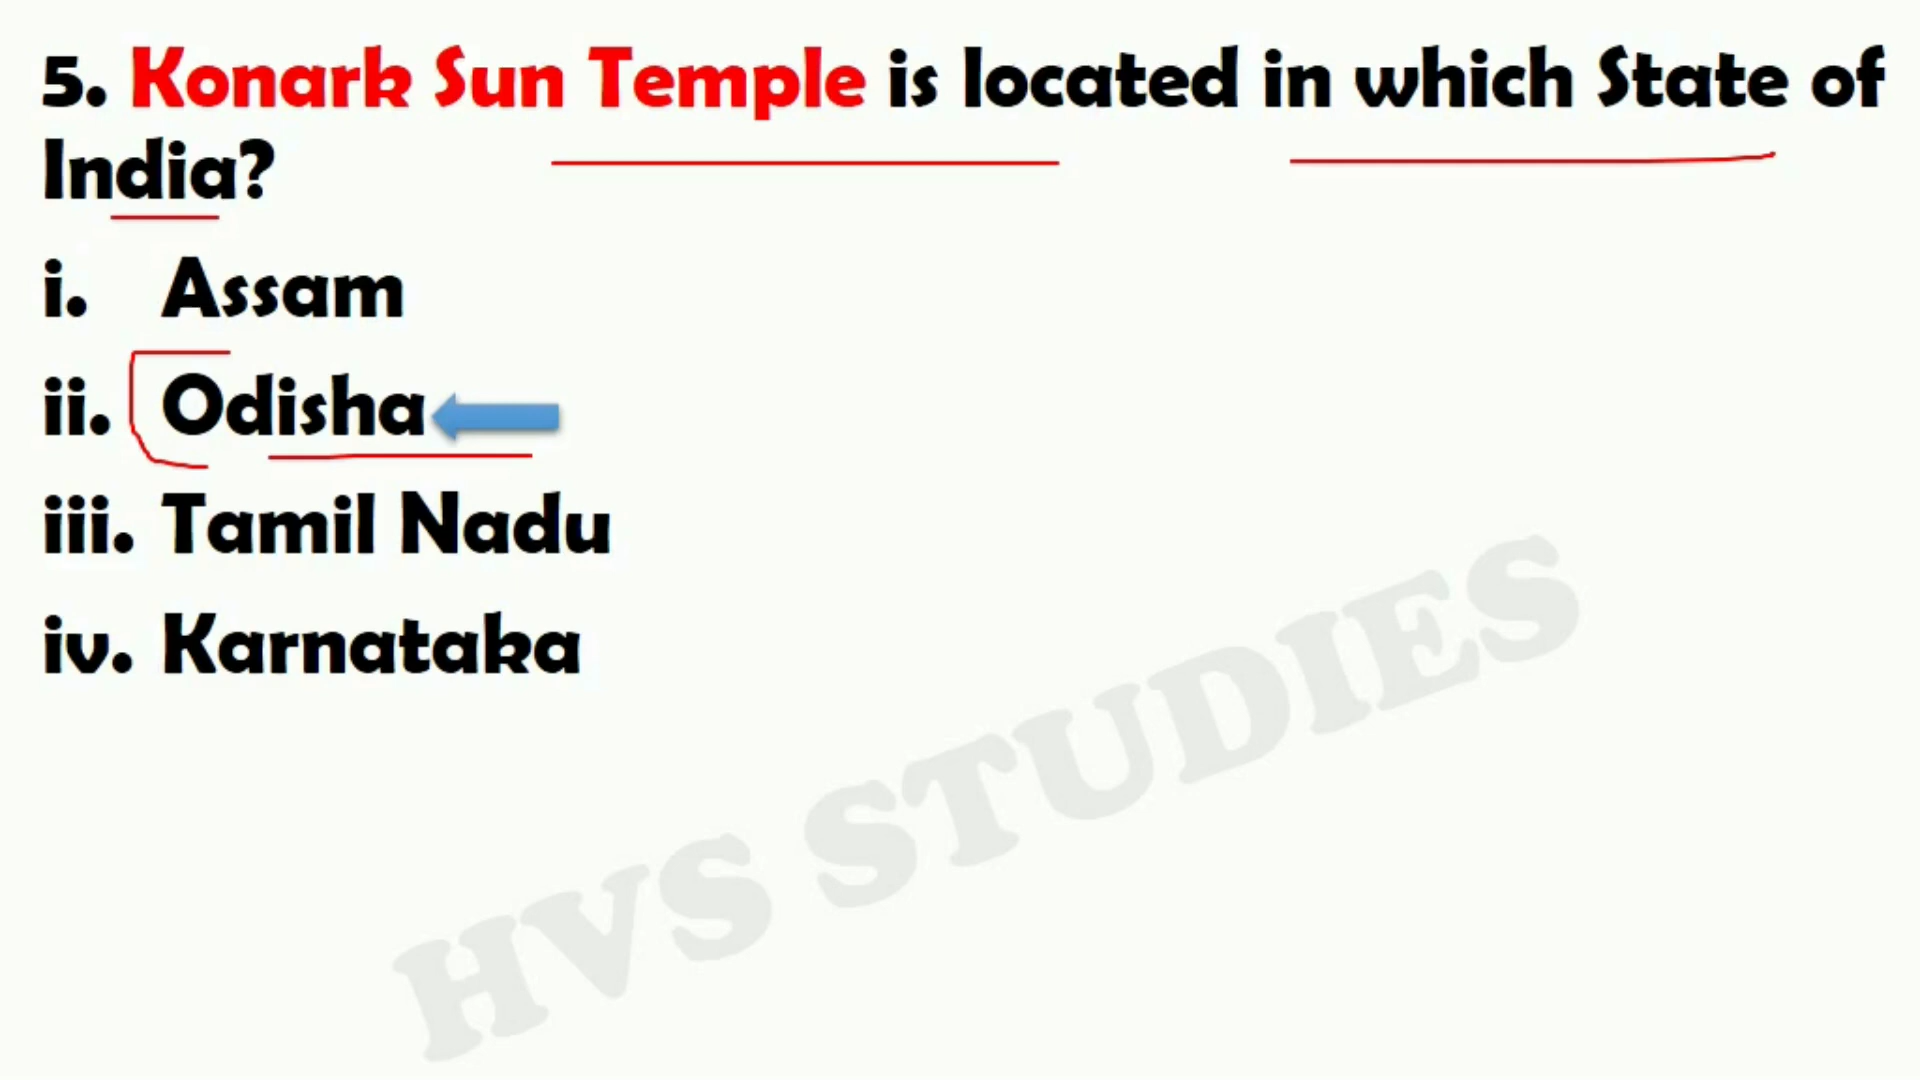 5. Konark Sun Temple is located in which State of
India?
i. Assam
ii. Odisha
iii. Tamil Nadu
iv. Karnataka
HVS STUDIES